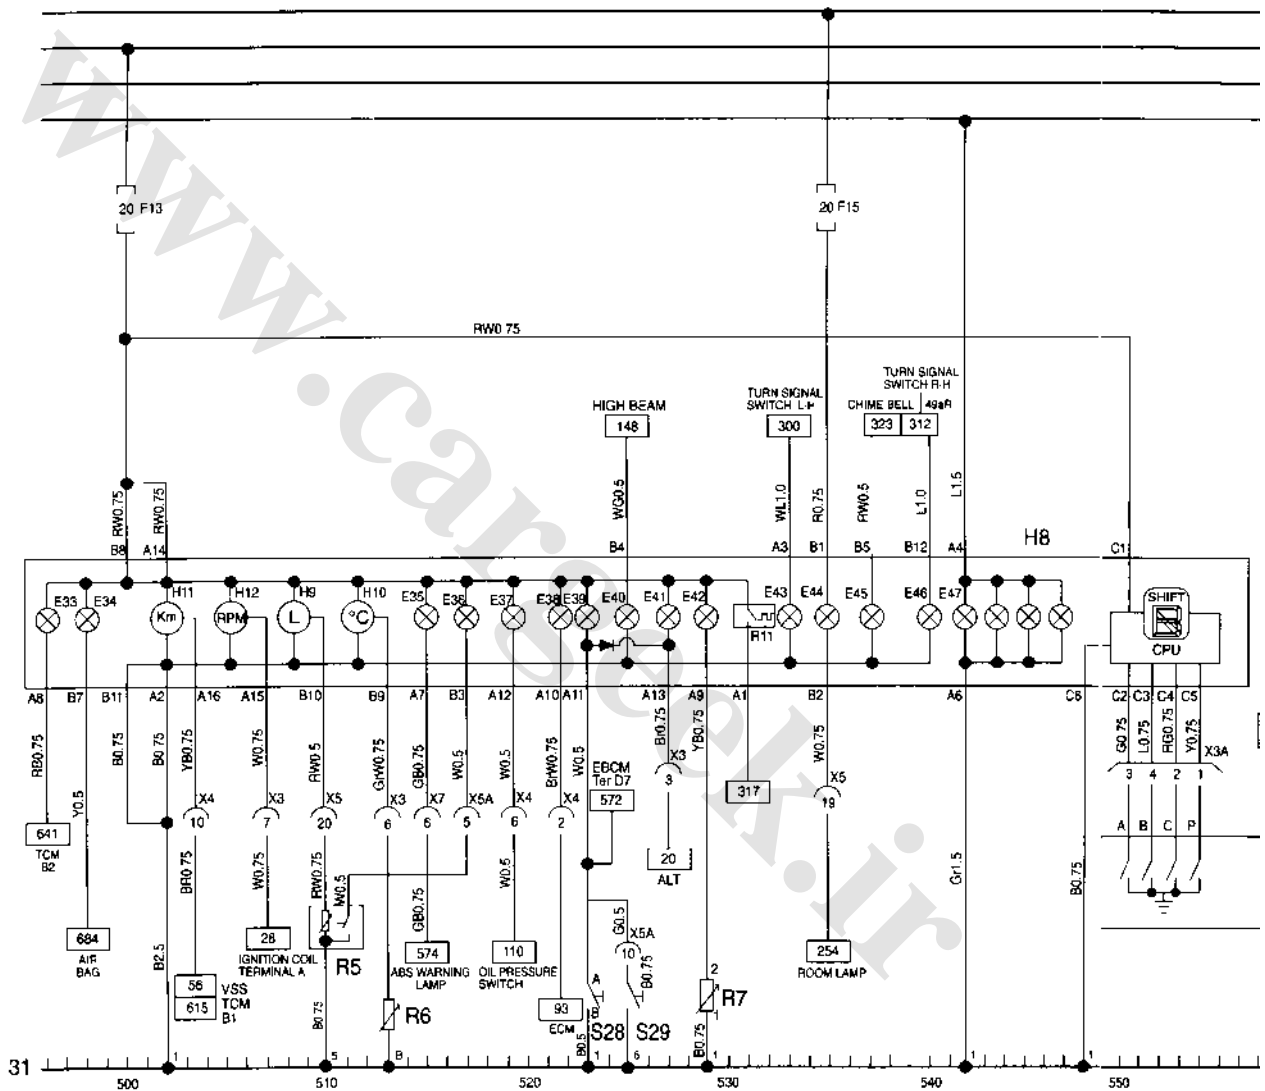 www.cargeek.ir
20 F13
20 F15
RW0.75
TURN SIGNAL
SWITCH R-H
HIGH BEAM
TURN SIGNAL
SWITCH L-H
CHIME BELL 49aR
148
300
323
312
RW0.75
RW0.75
WG0.5
WL1.0
R0.75
RW0.5
L1.0
L1.5
H8
B8 A14 B4 A3 B1 B5 B12 A4 C1
E33 E34 H11 H12 H9 H10 E35 E36 E37 E38 E39 E40 E41 E42 E43 E44 E45 E46 E47
Km RPM L °C
R11
SHIFT
CPU
A8 B7 B11 A2 A16 A15 B10 B9 A7 B3 A12 A10 A11 A13 A9 A1 B2 A6 C6 C2 C3 C4 C5
RB0.75
Y0.5
B0.75
B0.75
YB0.75
W0.75
RW0.5
GrW0.75
GB0.75
W0.5
W0.5
BrW0.75
W0.5
Br0.75
YB0.75
W0.75
G0.75
L0.75
RG0.75
Y0.75
X3A
EBCM
Ter D7
572
X3
3
317
X5
19
3 4 2 1
X4 X3 X5 X3 X7 X5A X4 X4
10 7 20 6 6 5 6 2
641
TCM
B2
20
ALT
A B C P
BR0.75
W0.75
RW0.75
W0.5
GB0.75
W0.5
G0.5
X5A
10
Gr1.5
B0.75
684
AIR
BAG
28
IGNITION COIL
TERMINAL A
R5
574
ABS WARNING
LAMP
110
OIL PRESSURE
SWITCH
254
ROOM LAMP
B2.5
56
615
VSS
TCM
B1
B0.75
R6
93
ECM
A
B
S28
B0.5
B0.75
S29
2
R7
1
B0.75
31
1 5 8 1 6 1 1 1
500 510 520 530 540 550